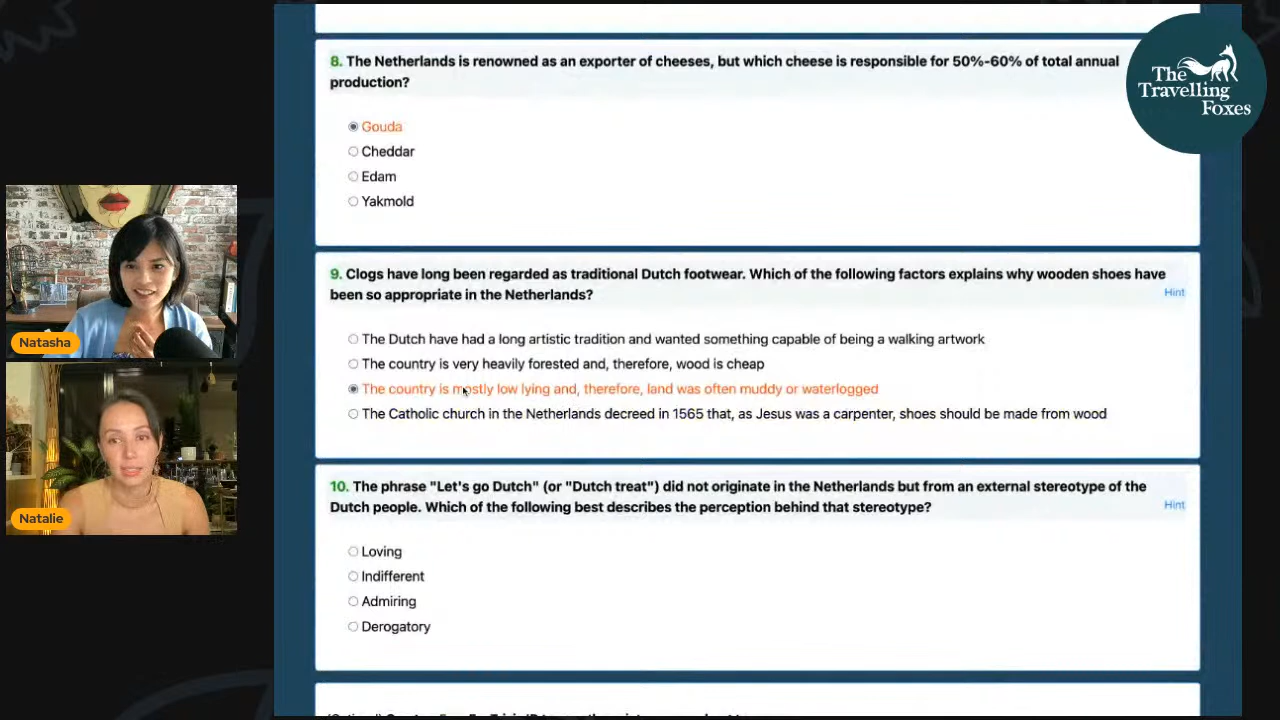 8. The Netherlands is renowned as an exporter of cheeses, but which cheese is responsible for 50%-60% of total annual
production?
Gouda
Cheddar
Edam
Yakmold
9. Clogs have long been regarded as traditional Dutch footwear. Which of the following factors explains why wooden shoes have
been so appropriate in the Netherlands?
Hint
The Dutch have had a long artistic tradition and wanted something capable of being a walking artwork
The country is very heavily forested and, therefore, wood is cheap
The country is mostly low lying and, therefore, land was often muddy or waterlogged
The Catholic church in the Netherlands decreed in 1565 that, as Jesus was a carpenter, shoes should be made from wood
10. The phrase "Let's go Dutch" (or "Dutch treat") did not originate in the Netherlands but from an external stereotype of the
Dutch people. Which of the following best describes the perception behind that stereotype?
Hint
Loving
Indifferent
Admiring
Derogatory
The
Travelling
Foxes
Natasha
Natalie